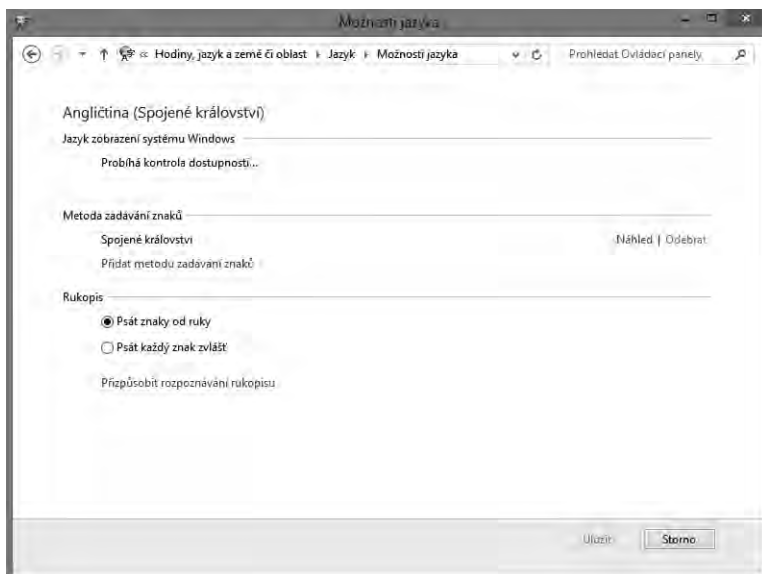 Možnosti jazyka
« Hodiny, jazyk a země či oblast ▸ Jazyk ▸ Možnosti jazyka
Prohledat Ovládací panely
Angličtina (Spojené království)
Jazyk zobrazení systému Windows
Probíhá kontrola dostupnosti...
Metoda zadávání znaků
Spojené království
Náhled | Odebrat
Přidat metodu zadávání znaků
Rukopis
Psát znaky od ruky
Psát každý znak zvlášť
Přizpůsobit rozpoznávání rukopisu
Uložit
Storno